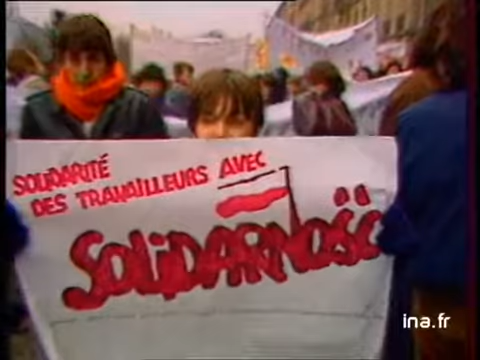 SOLIDARITÉ
DES TRAVAILLEURS AVEC
SOLIDARNOŚĆ
ina.fr